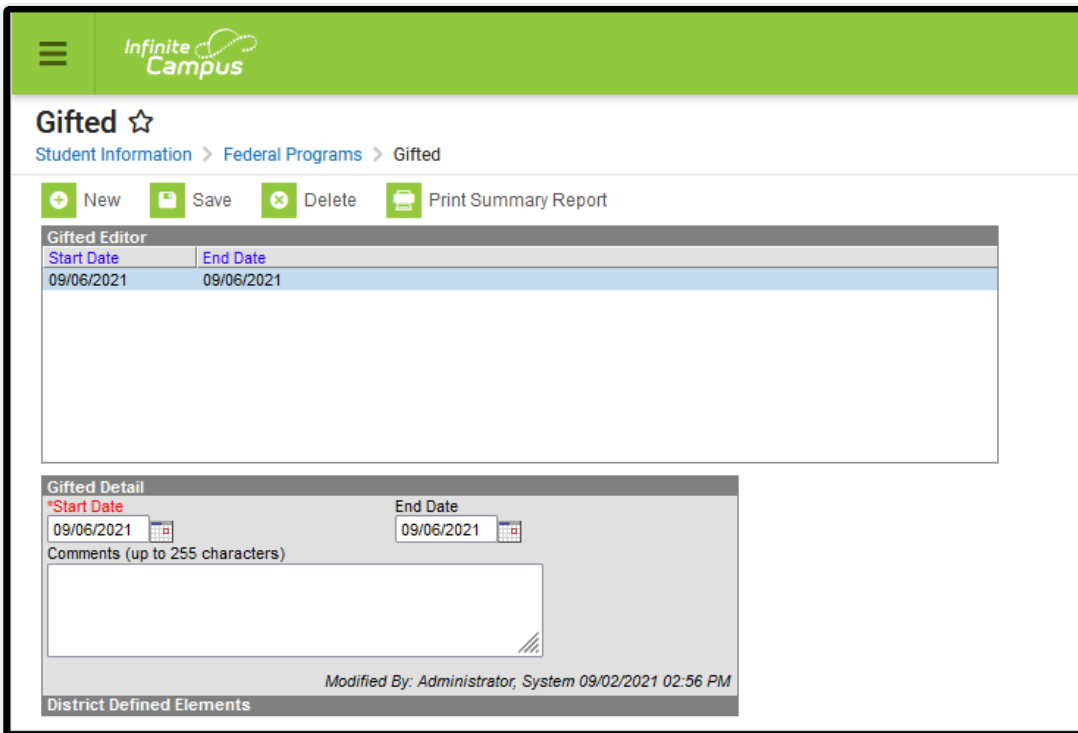 Infinite
Campus
Gifted
Student Information > Federal Programs > Gifted
New Save Delete Print Summary Report
Gifted Editor
Start Date End Date
09/06/2021 09/06/2021
Gifted Detail
*Start Date End Date
09/06/2021 09/06/2021
Comments (up to 255 characters)
Modified By: Administrator, System 09/02/2021 02:56 PM
District Defined Elements